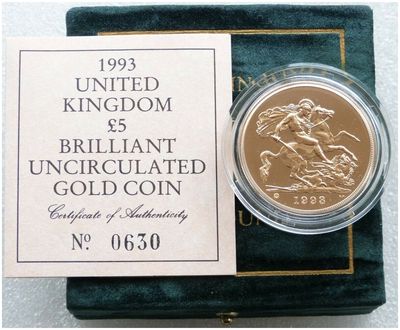 1993
UNITED
KINGDOM
£5
BRILLIANT
UNCIRCULATED
GOLD COIN
Certificate of Authenticity
Nº 0630
1993